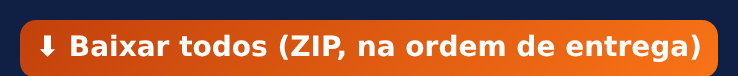 ⬇ Baixar todos (ZIP, na ordem de entrega)